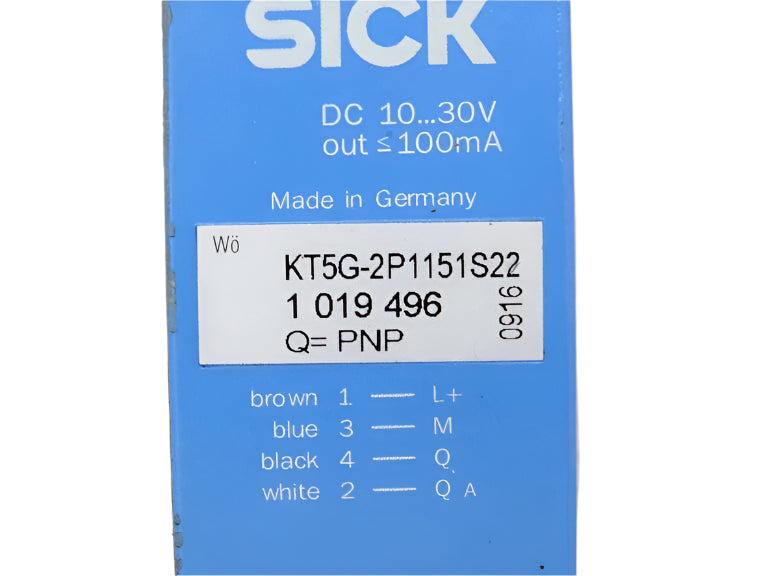 SICK
DC 10...30V
out ≤ 100mA
Made in Germany
Wö
KT5G-2P1151S22
1 019 496
Q= PNP
0916
brown 1 — L+
blue 3 — M
black 4 — Q
white 2 — Q A